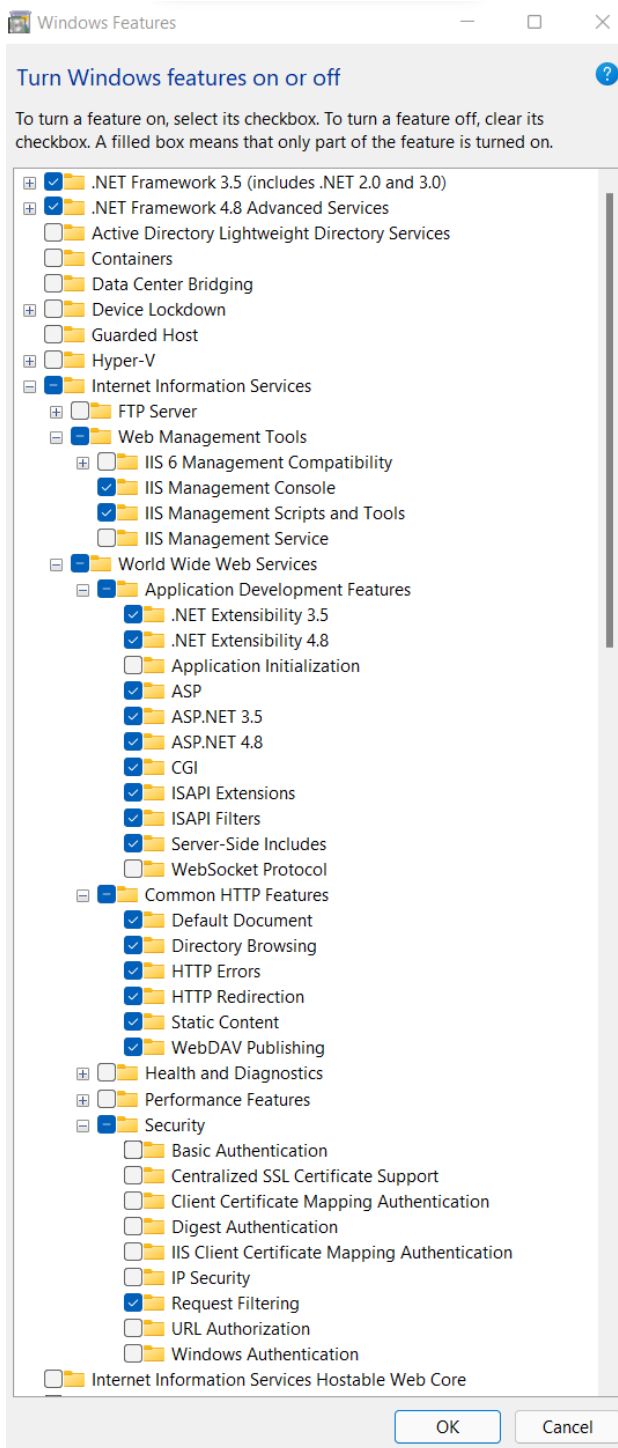 Windows Features
Turn Windows features on or off
To turn a feature on, select its checkbox. To turn a feature off, clear its
checkbox. A filled box means that only part of the feature is turned on.
.NET Framework 3.5 (includes .NET 2.0 and 3.0)
.NET Framework 4.8 Advanced Services
Active Directory Lightweight Directory Services
Containers
Data Center Bridging
Device Lockdown
Guarded Host
Hyper-V
Internet Information Services
FTP Server
Web Management Tools
IIS 6 Management Compatibility
IIS Management Console
IIS Management Scripts and Tools
IIS Management Service
World Wide Web Services
Application Development Features
.NET Extensibility 3.5
.NET Extensibility 4.8
Application Initialization
ASP
ASP.NET 3.5
ASP.NET 4.8
CGI
ISAPI Extensions
ISAPI Filters
Server-Side Includes
WebSocket Protocol
Common HTTP Features
Default Document
Directory Browsing
HTTP Errors
HTTP Redirection
Static Content
WebDAV Publishing
Health and Diagnostics
Performance Features
Security
Basic Authentication
Centralized SSL Certificate Support
Client Certificate Mapping Authentication
Digest Authentication
IIS Client Certificate Mapping Authentication
IP Security
Request Filtering
URL Authorization
Windows Authentication
Internet Information Services Hostable Web Core
OK Cancel